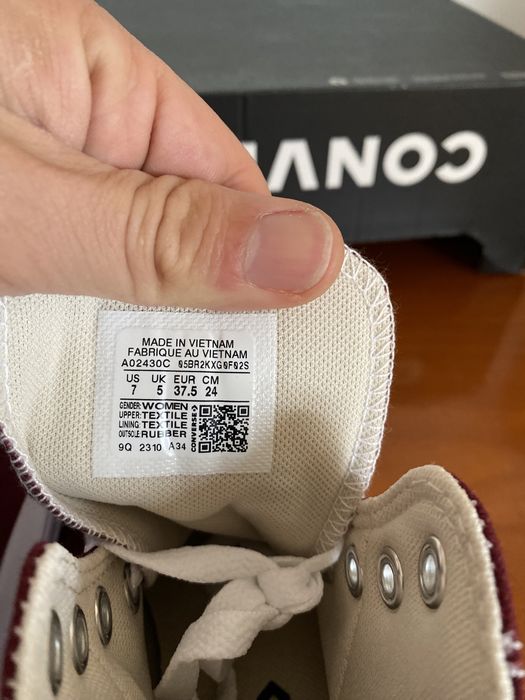 CONV
MADE IN VIETNAM
FABRIQUE AU VIETNAM
A02430C 05BR2KXG0F02S
US UK EUR CM
7 5 37.5 24
GENDER: WOMEN
UPPER: TEXTILE
LINING: TEXTILE
OUTSOLE: RUBBER
CONVERSE
9Q 2310 A34